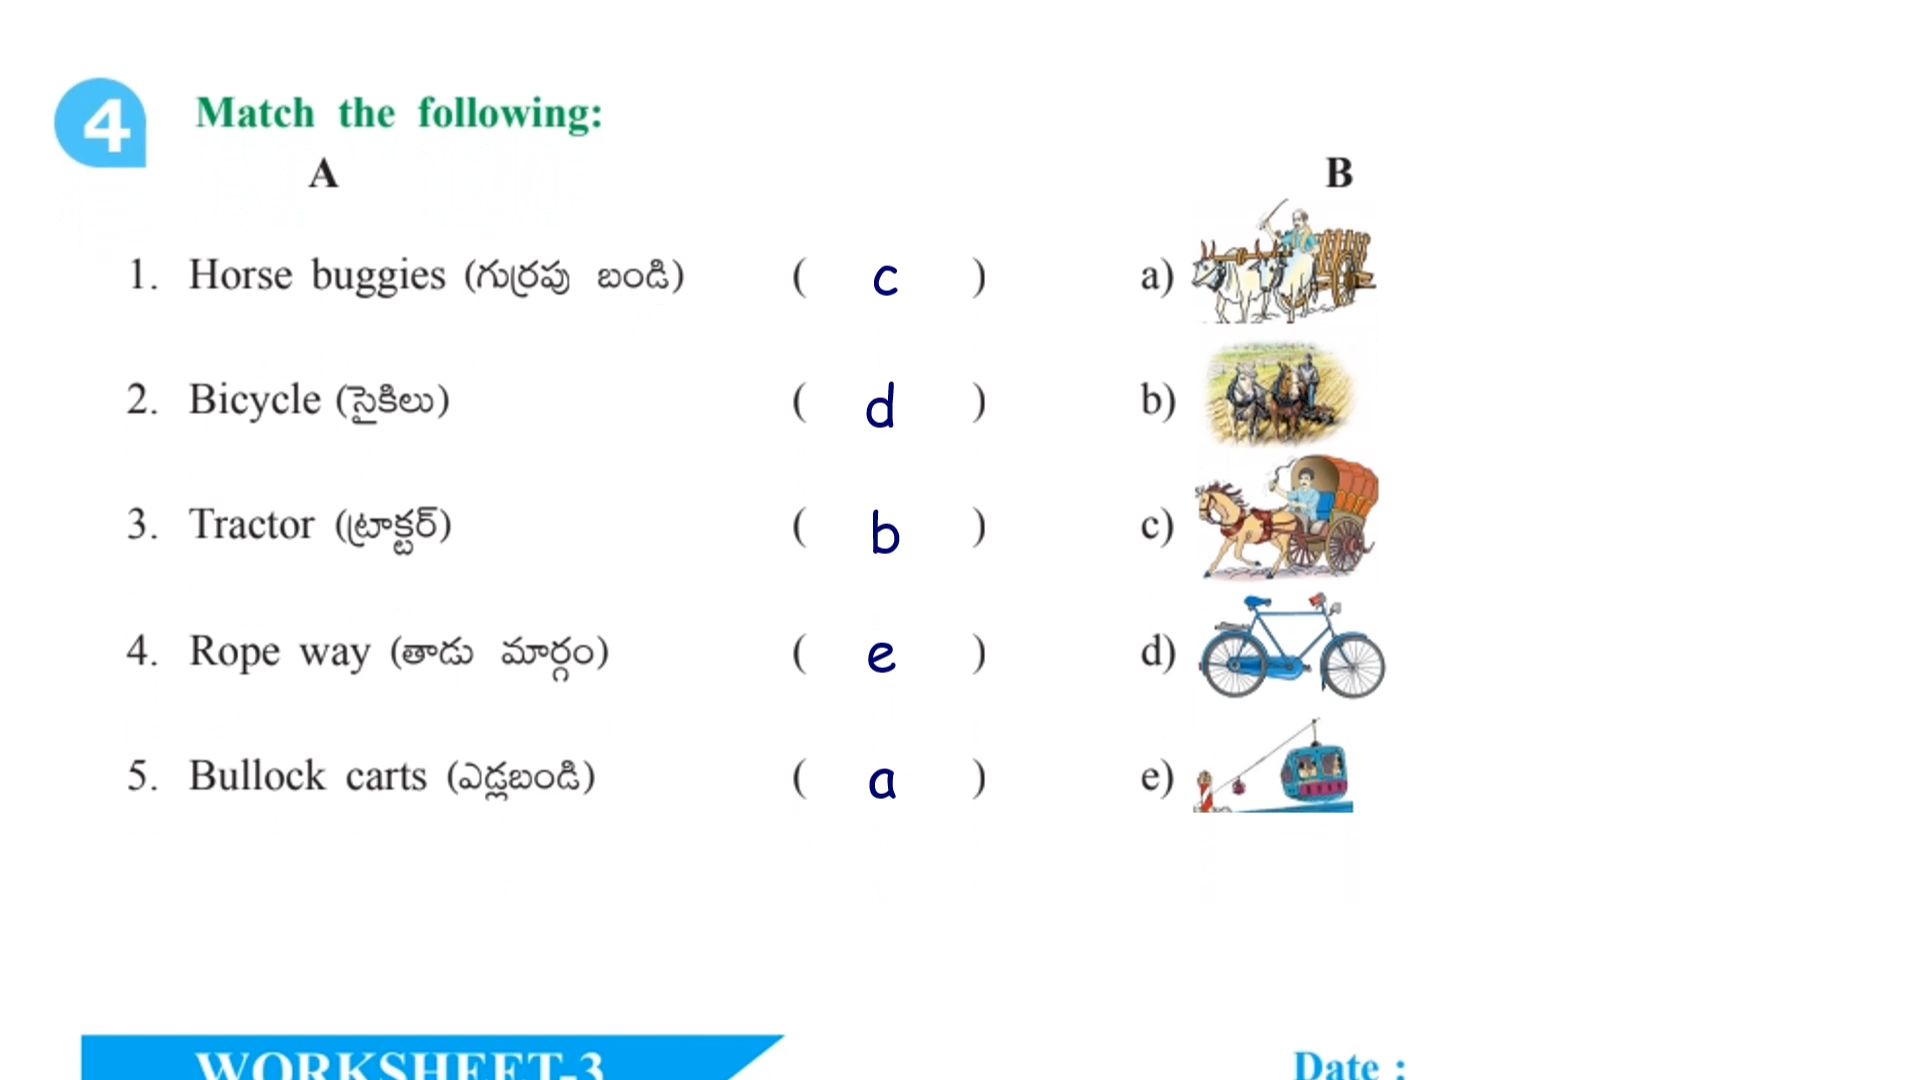 4 Match the following:
A B
1. Horse buggies (గుర్రపు బండి) ( c ) a)
2. Bicycle (సైకిలు) ( d ) b)
3. Tractor (ట్రాక్టర్) ( b ) c)
4. Rope way (తాడు మార్గం) ( e ) d)
5. Bullock carts (ఎడ్లబండి) ( a ) e)
WORKSHEET-3 Date :